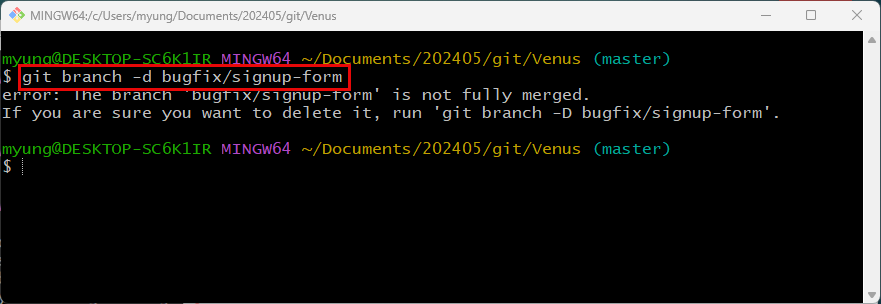 MINGW64:/c/Users/myung/Documents/202405/git/Venus
myung@DESKTOP-SC6K1IR MINGW64 ~/Documents/202405/git/Venus (master)
$ git branch -d bugfix/signup-form
error: The branch 'bugfix/signup-form' is not fully merged.
If you are sure you want to delete it, run 'git branch -D bugfix/signup-form'.
myung@DESKTOP-SC6K1IR MINGW64 ~/Documents/202405/git/Venus (master)
$